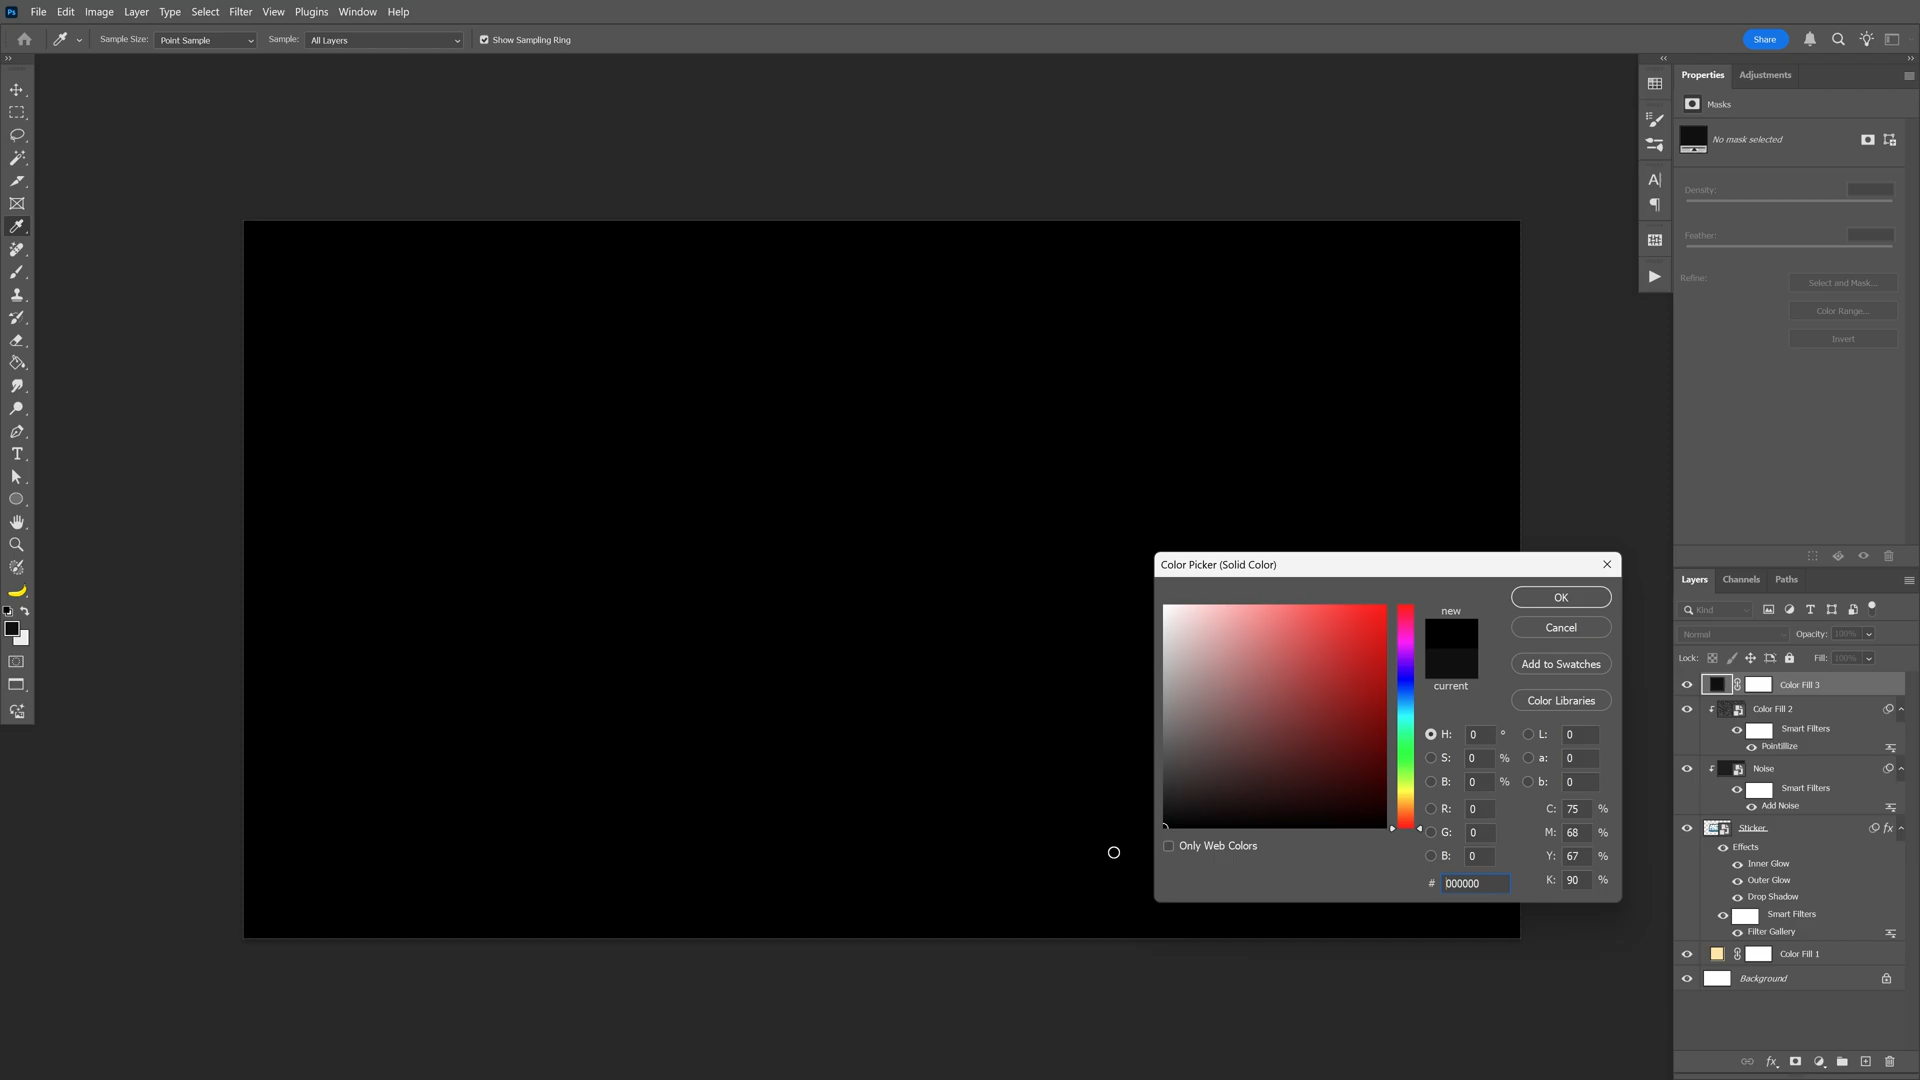 Ps File Edit Image Layer Type Select Filter View Plugins Window Help
Sample Size: Point Sample Sample: All Layers Show Sampling Ring Share
Properties Adjustments
Masks
No mask selected
Density:
Feather:
Refine: Select and Mask...
Color Range...
Invert
Color Picker (Solid Color)
new
current
OK
Cancel
Add to Swatches
Color Libraries
H: 0 ° L: 0
S: 0 % a: 0
B: 0 % b: 0
R: 0 C: 75 %
G: 0 M: 68 %
B: 0 Y: 67 %
# 000000 K: 90 %
Only Web Colors
Layers Channels Paths
Kind
Normal Opacity: 100%
Lock: Fill: 100%
Color Fill 3
Color Fill 2
Smart Filters
Pointillize
Noise
Smart Filters
Add Noise
Sticker fx
Effects
Inner Glow
Outer Glow
Drop Shadow
Smart Filters
Filter Gallery
Color Fill 1
Background
fx